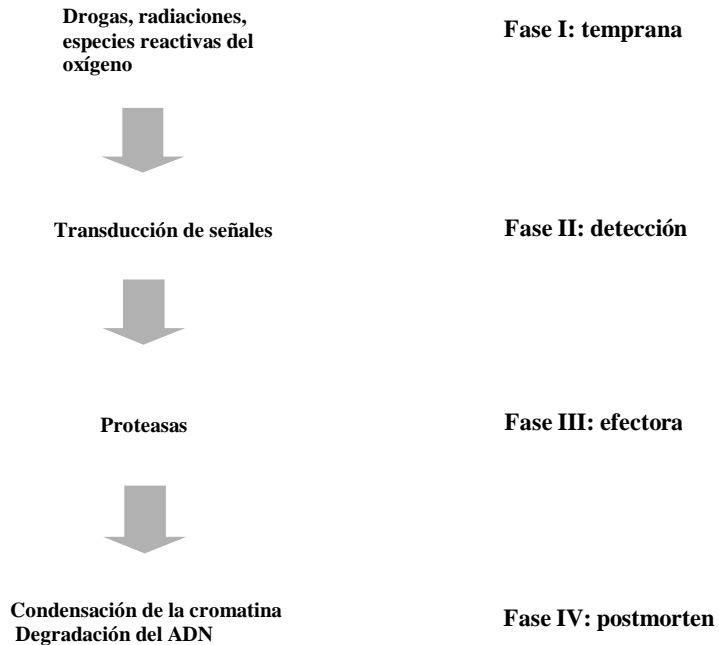 Drogas, radiaciones,
especies reactivas del
oxígeno
Fase I: temprana
Transducción de señales
Fase II: detección
Proteasas
Fase III: efectora
Condensación de la cromatina
Degradación del ADN
Fase IV: postmorten